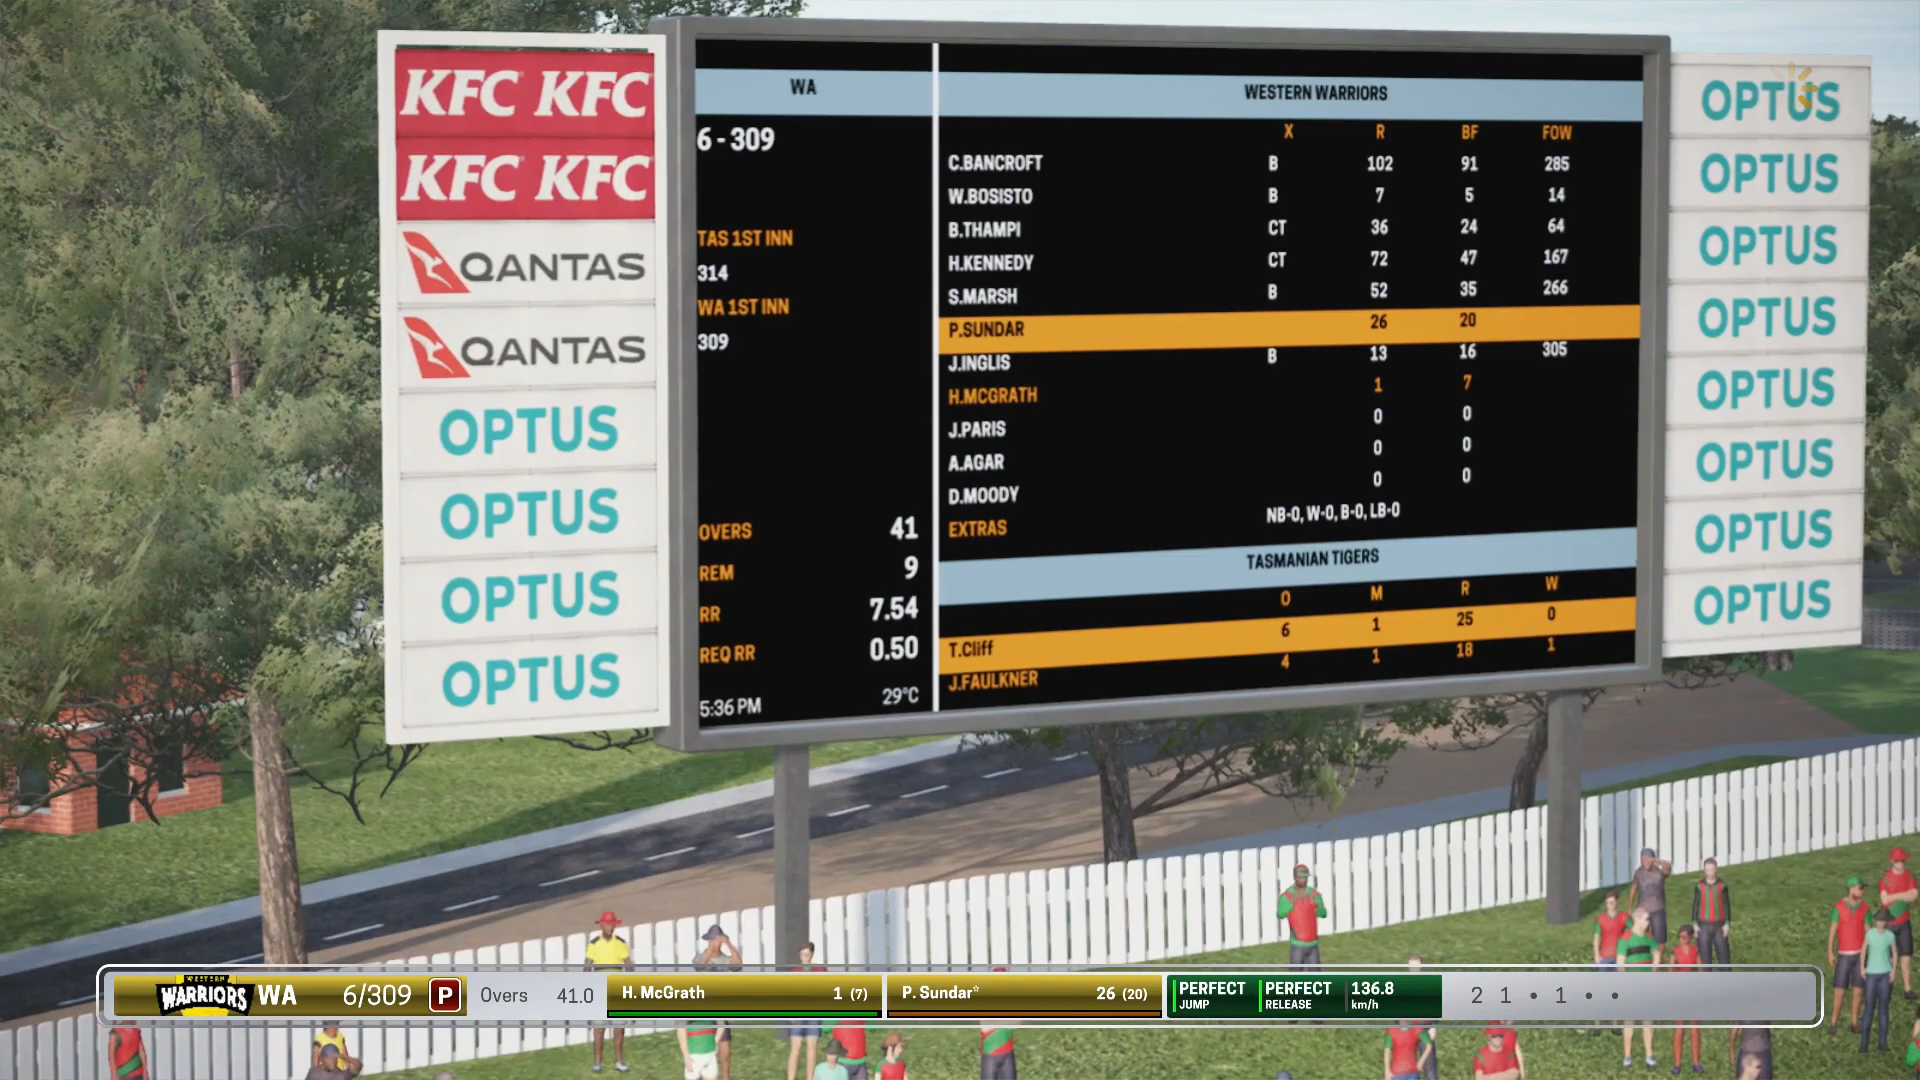 KFC KFC
KFC KFC
QANTAS
QANTAS
OPTUS
OPTUS
OPTUS
OPTUS
WA
6 - 309
TAS 1ST INN
314
WA 1ST INN
309
OVERS 41
REM 9
RR 7.54
REQ RR 0.50
5:36 PM 29°C
WESTERN WARRIORS
X R BF FOW
C.BANCROFT B 102 91 285
W.BOSISTO B 7 5 14
B.THAMPI CT 36 24 64
H.KENNEDY CT 72 47 167
S.MARSH B 52 35 266
P.SUNDAR 26 20
J.INGLIS B 13 16 305
H.MCGRATH 1 7
J.PARIS 0 0
A.AGAR 0 0
D.MOODY 0 0
EXTRAS NB-0, W-0, B-0, LB-0
TASMANIAN TIGERS
O M R W
T.Cliff 6 1 25 0
J.FAULKNER 4 1 18 1
OPTUS
OPTUS
OPTUS
OPTUS
OPTUS
OPTUS
OPTUS
OPTUS
WESTERN WARRIORS WA 6/309 P Overs 41.0 H. McGrath 1 (7) P. Sundar* 26 (20) PERFECT JUMP PERFECT RELEASE 136.8 km/h 2 1 • 1 • •